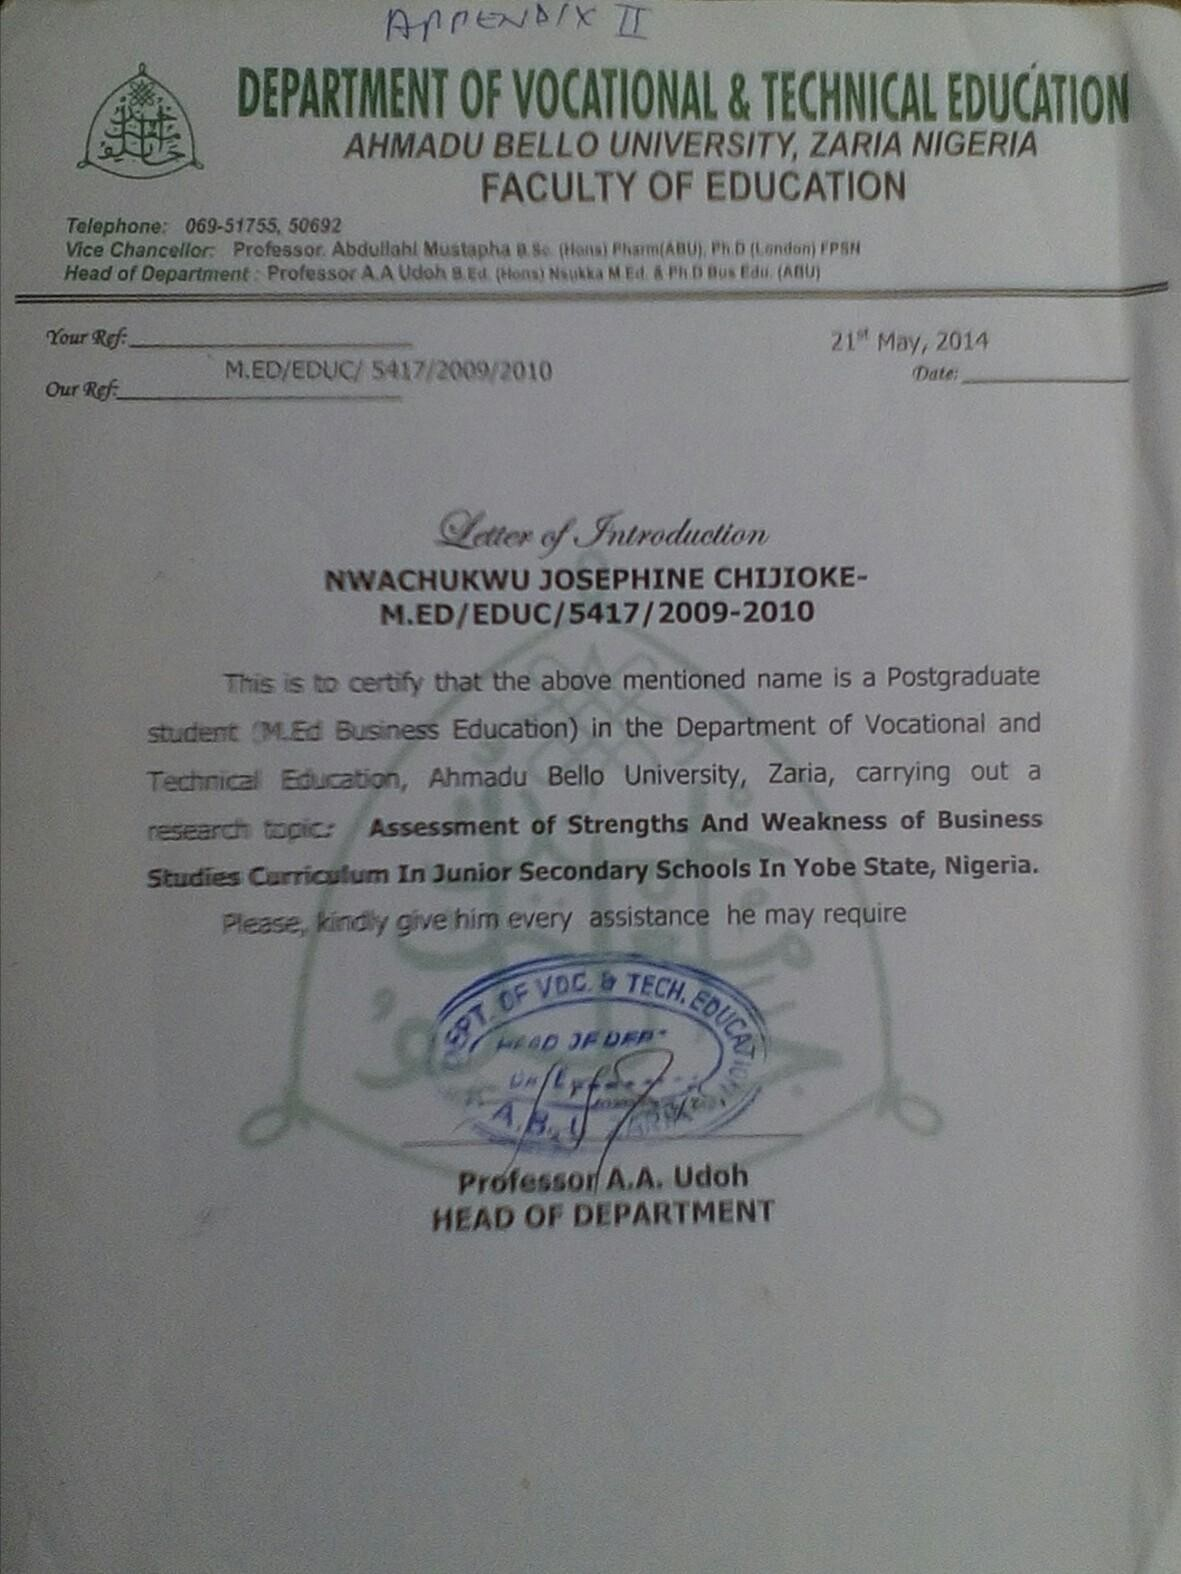 APPENDIX II
DEPARTMENT OF VOCATIONAL & TECHNICAL EDUCATION
AHMADU BELLO UNIVERSITY, ZARIA NIGERIA
FACULTY OF EDUCATION
Telephone: 069-51755, 50692
Vice Chancellor: Professor. Abdullahi Mustapha B.Sc. (Hons) Pharm(ABU), Ph.D (London) FPSN
Head of Department : Professor A.A Udoh B.Ed. (Hons) Nsukka M.Ed. & Ph.D Bus Edu. (ABU)
Your Ref:
21st May, 2014
M.ED/EDUC/ 5417/2009/2010
Date:
Our Ref:
Letter of Introduction
NWACHUKWU JOSEPHINE CHIJIOKE-
M.ED/EDUC/5417/2009-2010
This is to certify that the above mentioned name is a Postgraduate
student (M.Ed Business Education) in the Department of Vocational and
Technical Education, Ahmadu Bello University, Zaria, carrying out a
research topic: Assessment of Strengths And Weakness of Business
Studies Curriculum In Junior Secondary Schools In Yobe State, Nigeria.
Please, kindly give him every assistance he may require
DEPT. OF VOC. & TECH. EDUCATION
HEAD OF DEPT
A.B.U ZARIA
Professor A.A. Udoh
HEAD OF DEPARTMENT